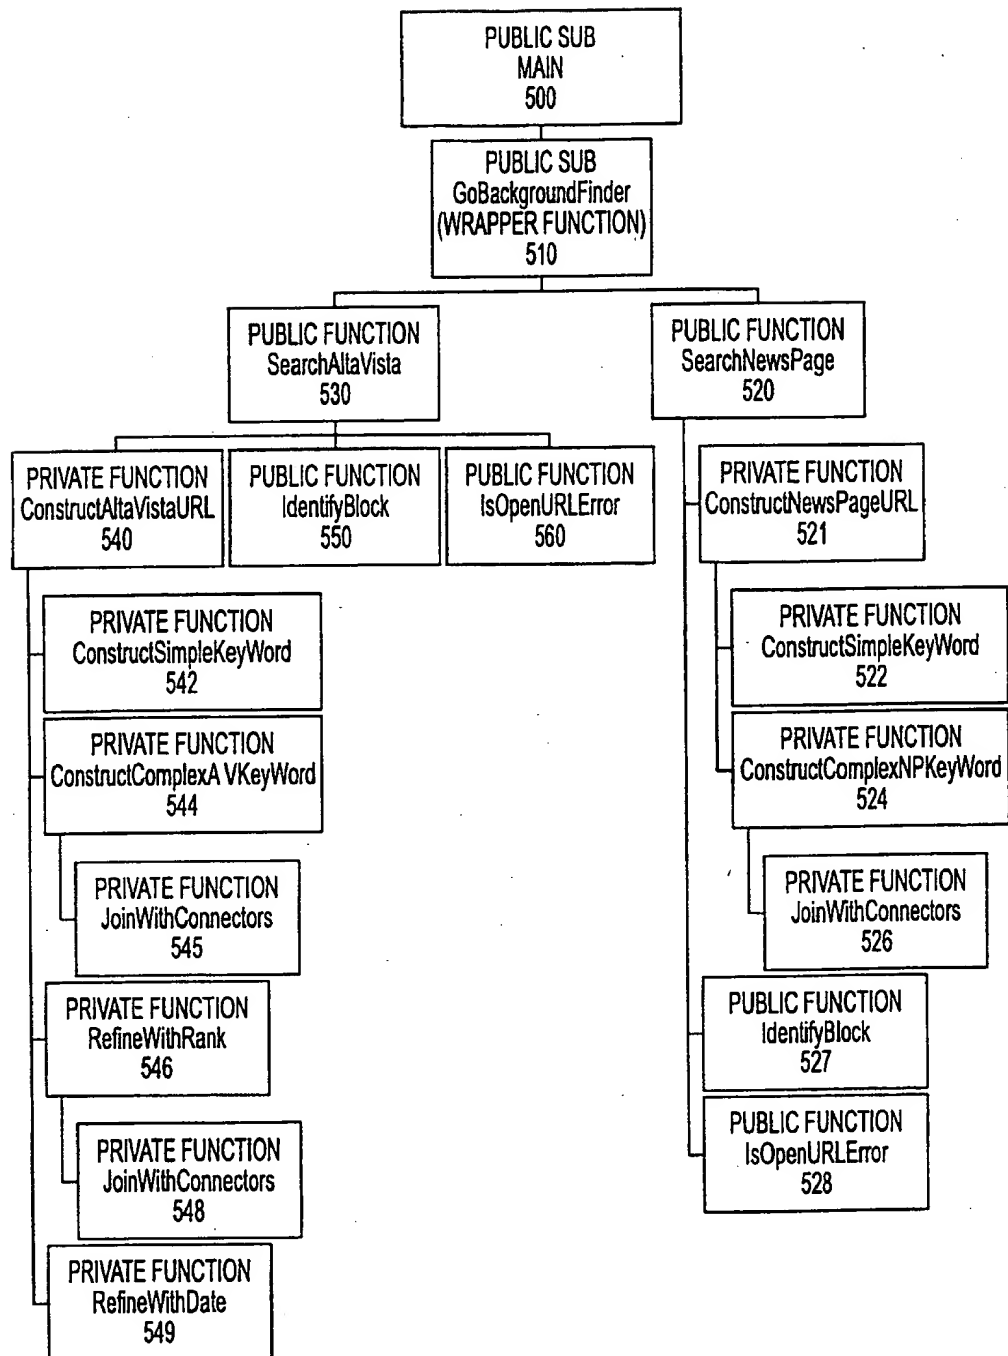 PUBLIC SUB
MAIN
500
PUBLIC SUB
GoBackgroundFinder
(WRAPPER FUNCTION)
510
PUBLIC FUNCTION
SearchAltaVista
530
PUBLIC FUNCTION
SearchNewsPage
520
PRIVATE FUNCTION
ConstructAltaVistaURL
540
PUBLIC FUNCTION
IdentifyBlock
550
PUBLIC FUNCTION
IsOpenURLError
560
PRIVATE FUNCTION
ConstructSimpleKeyWord
542
PRIVATE FUNCTION
ConstructComplexA VKeyWord
544
PRIVATE FUNCTION
JoinWithConnectors
545
PRIVATE FUNCTION
RefineWithRank
546
PRIVATE FUNCTION
JoinWithConnectors
548
PRIVATE FUNCTION
RefineWithDate
549
PRIVATE FUNCTION
ConstructNewsPageURL
521
PRIVATE FUNCTION
ConstructSimpleKeyWord
522
PRIVATE FUNCTION
ConstructComplexNPKeyWord
524
PRIVATE FUNCTION
JoinWithConnectors
526
PUBLIC FUNCTION
IdentifyBlock
527
PUBLIC FUNCTION
IsOpenURLError
528